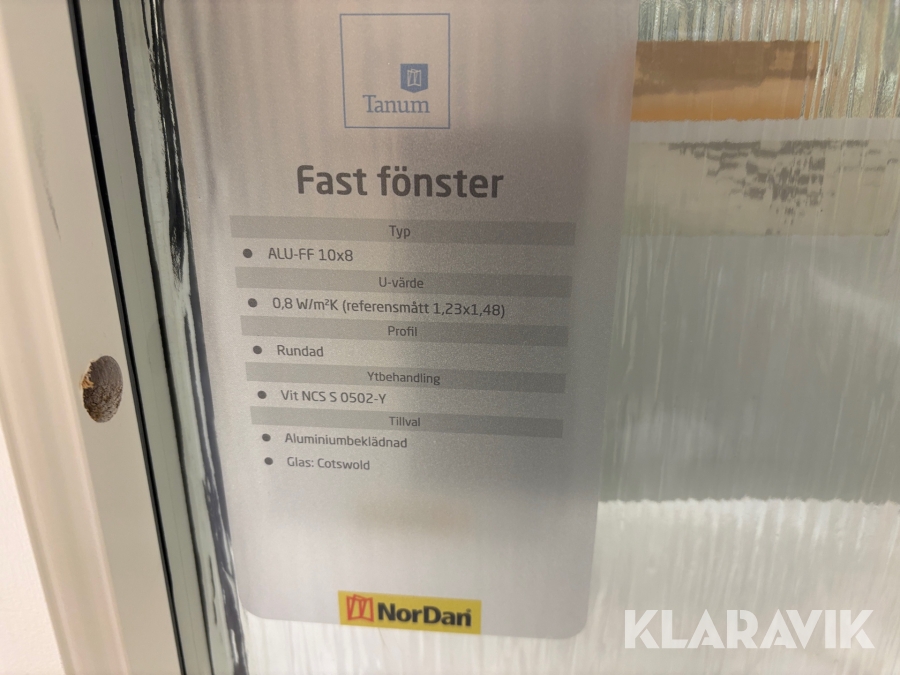 Tanum
Fast fönster
Typ
ALU-FF 10x8
U-värde
0,8 W/m²K (referensmått 1,23x1,48)
Profil
Rundad
Ytbehandling
Vit NCS S 0502-Y
Tillval
Aluminiumbeklädnad
Glas: Cotswold
NorDan
KLARAVIK